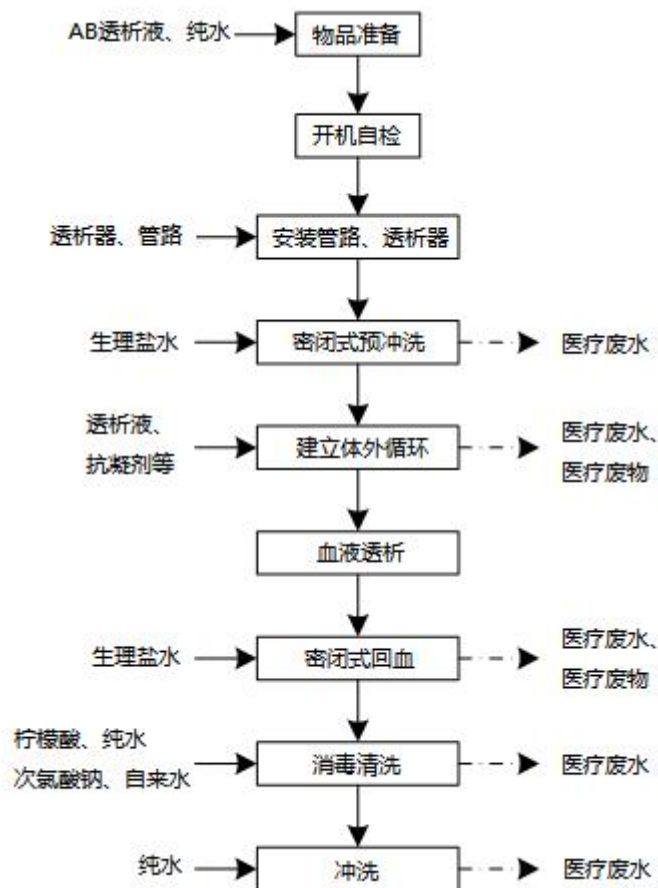 AB透析液、纯水
物品准备
开机自检
透析器、管路
安装管路、透析器
生理盐水
密闭式预冲洗
医疗废水
透析液、
抗凝剂等
建立体外循环
医疗废水、
医疗废物
血液透析
生理盐水
密闭式回血
医疗废水、
医疗废物
柠檬酸、纯水
次氯酸钠、自来水
消毒清洗
医疗废水
纯水
冲洗
医疗废水